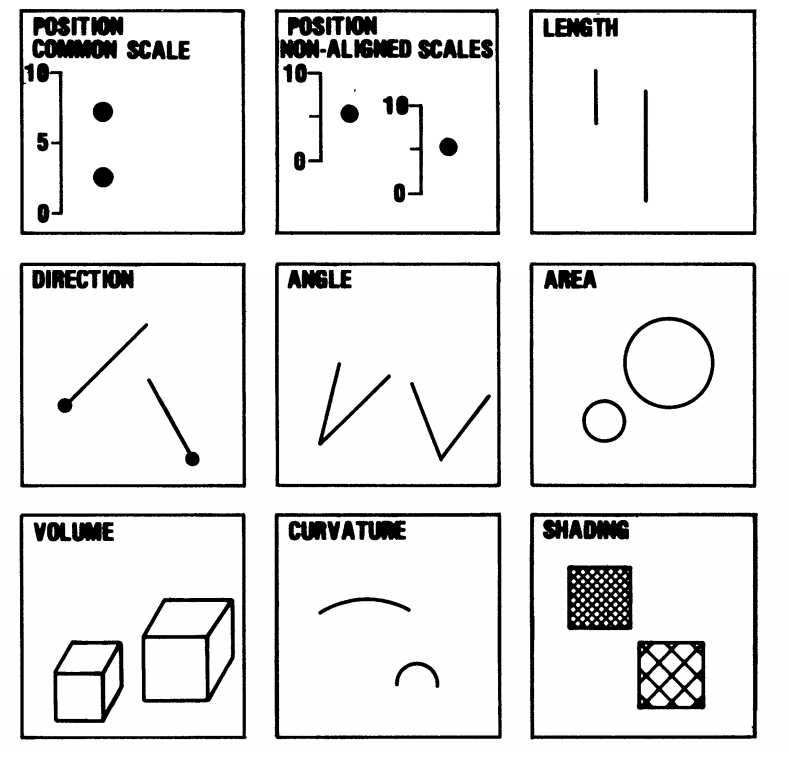 POSITION
COMMON SCALE
10
5
0
POSITION
NON-ALIGNED SCALES
10
0
10
0
LENGTH
DIRECTION
ANGLE
AREA
VOLUME
CURVATURE
SHADING